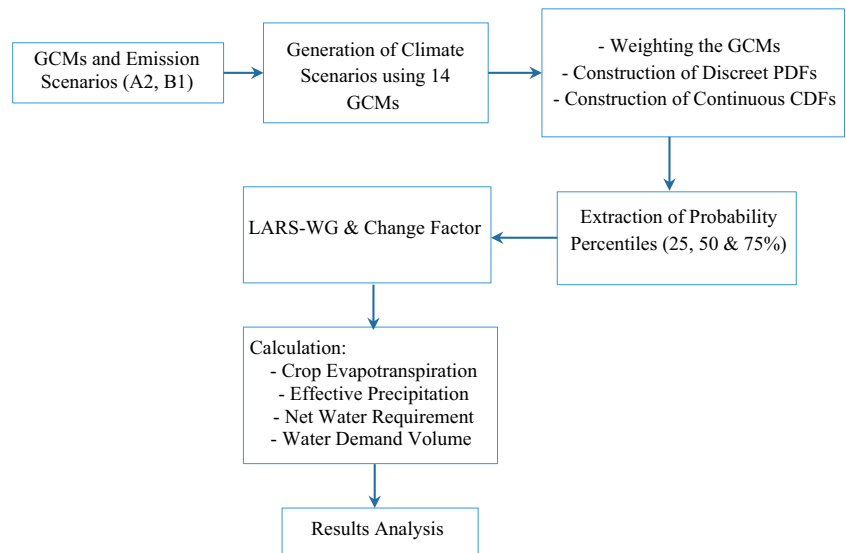 GCMs and Emission
Scenarios (A2, B1)
Generation of Climate
Scenarios using 14
GCMs
- Weighting the GCMs
- Construction of Discreet PDFs
- Construction of Continuous CDFs
Extraction of Probability
Percentiles (25, 50 & 75%)
LARS-WG & Change Factor
Calculation:
- Crop Evapotranspiration
- Effective Precipitation
- Net Water Requirement
- Water Demand Volume
Results Analysis